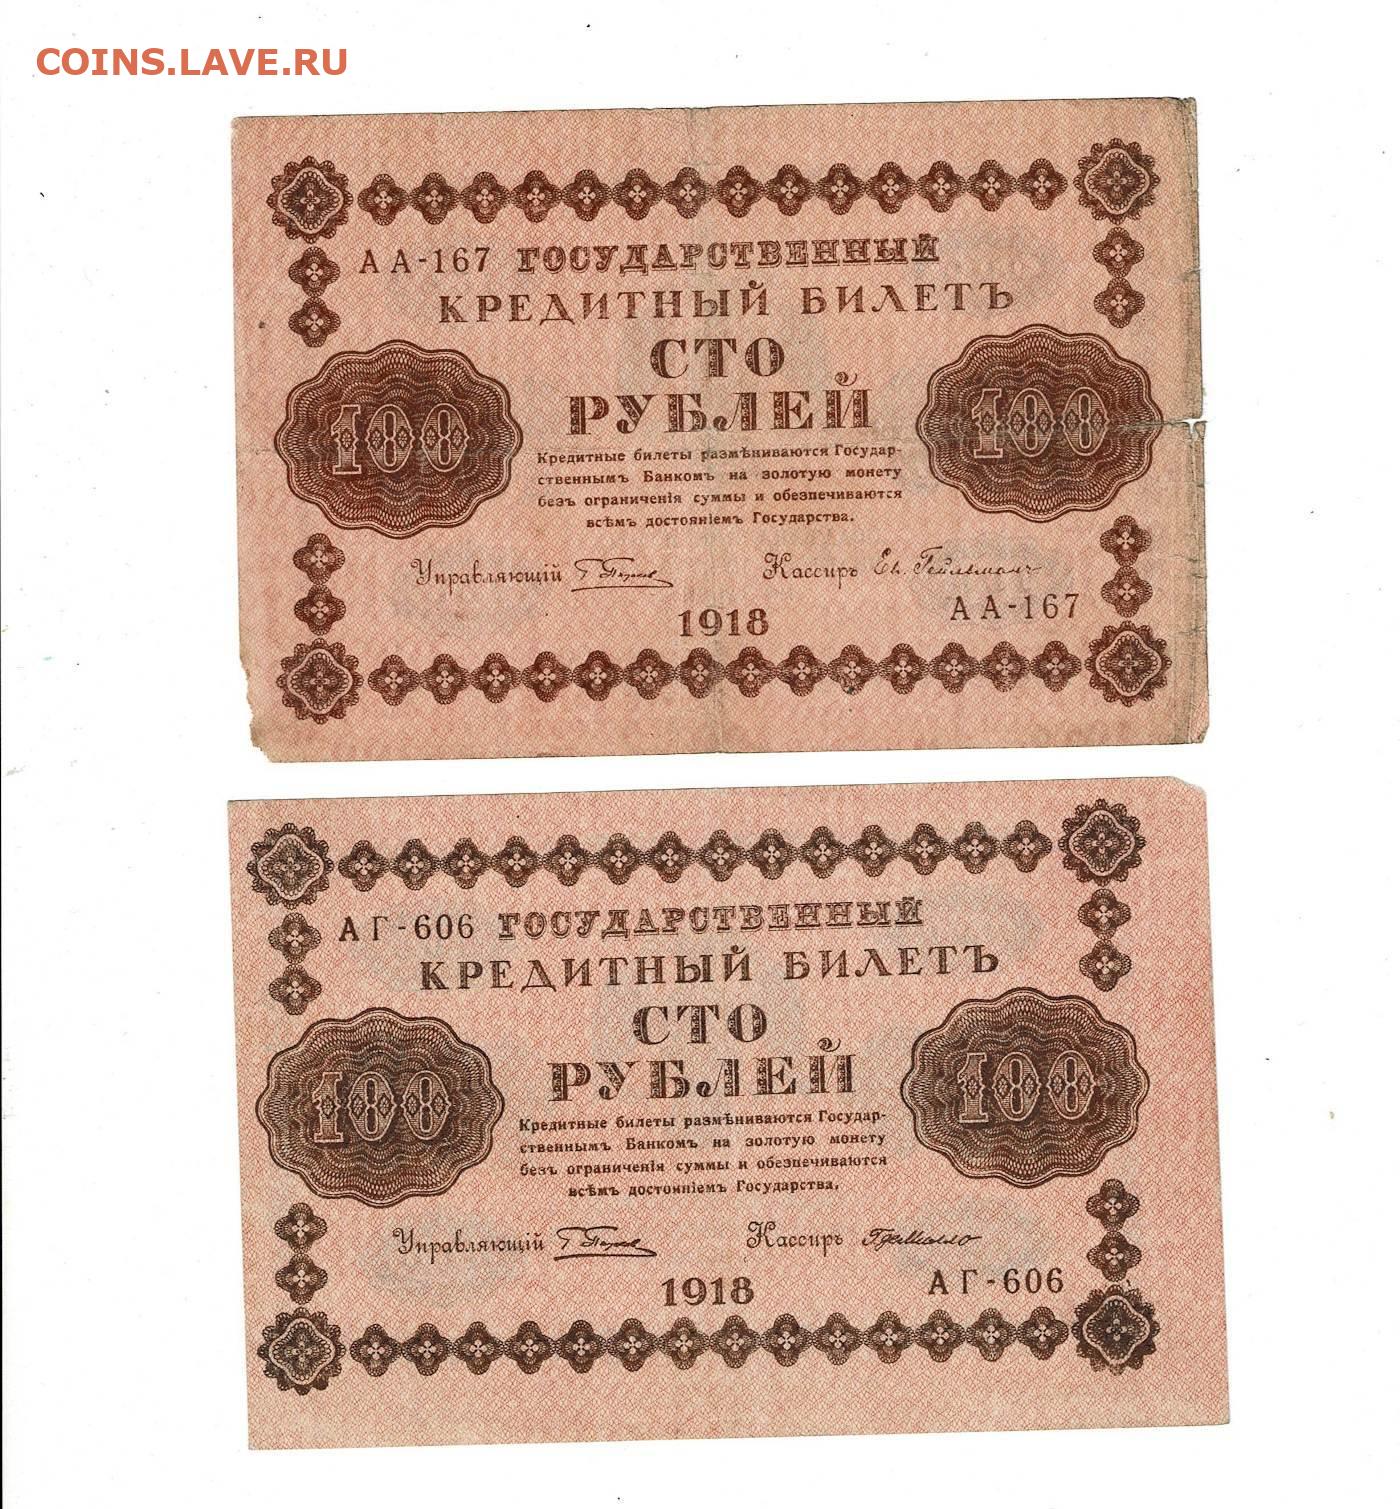 COINS.LAVE.RU
АА-167 ГОСУДАРСТВЕННЫЙ
КРЕДИТНЫЙ БИЛЕТЪ
СТО
РУБЛЕЙ
100 100
Кредитные билеты размѣниваются Государ-
ственнымъ Банкомъ на золотую монету
безъ ограниченія суммы и обезпечиваются
всѣмъ достояніемъ Государства.
Управляющій Кассиръ Ев. Гейльманъ
1918
АА-167
АГ-606 ГОСУДАРСТВЕННЫЙ
КРЕДИТНЫЙ БИЛЕТЪ
СТО
РУБЛЕЙ
100 100
Кредитные билеты размѣниваются Государ-
ственнымъ Банкомъ на золотую монету
безъ ограниченія суммы и обезпечиваются
всѣмъ достояніемъ Государства.
Управляющій Кассиръ
1918
АГ-606